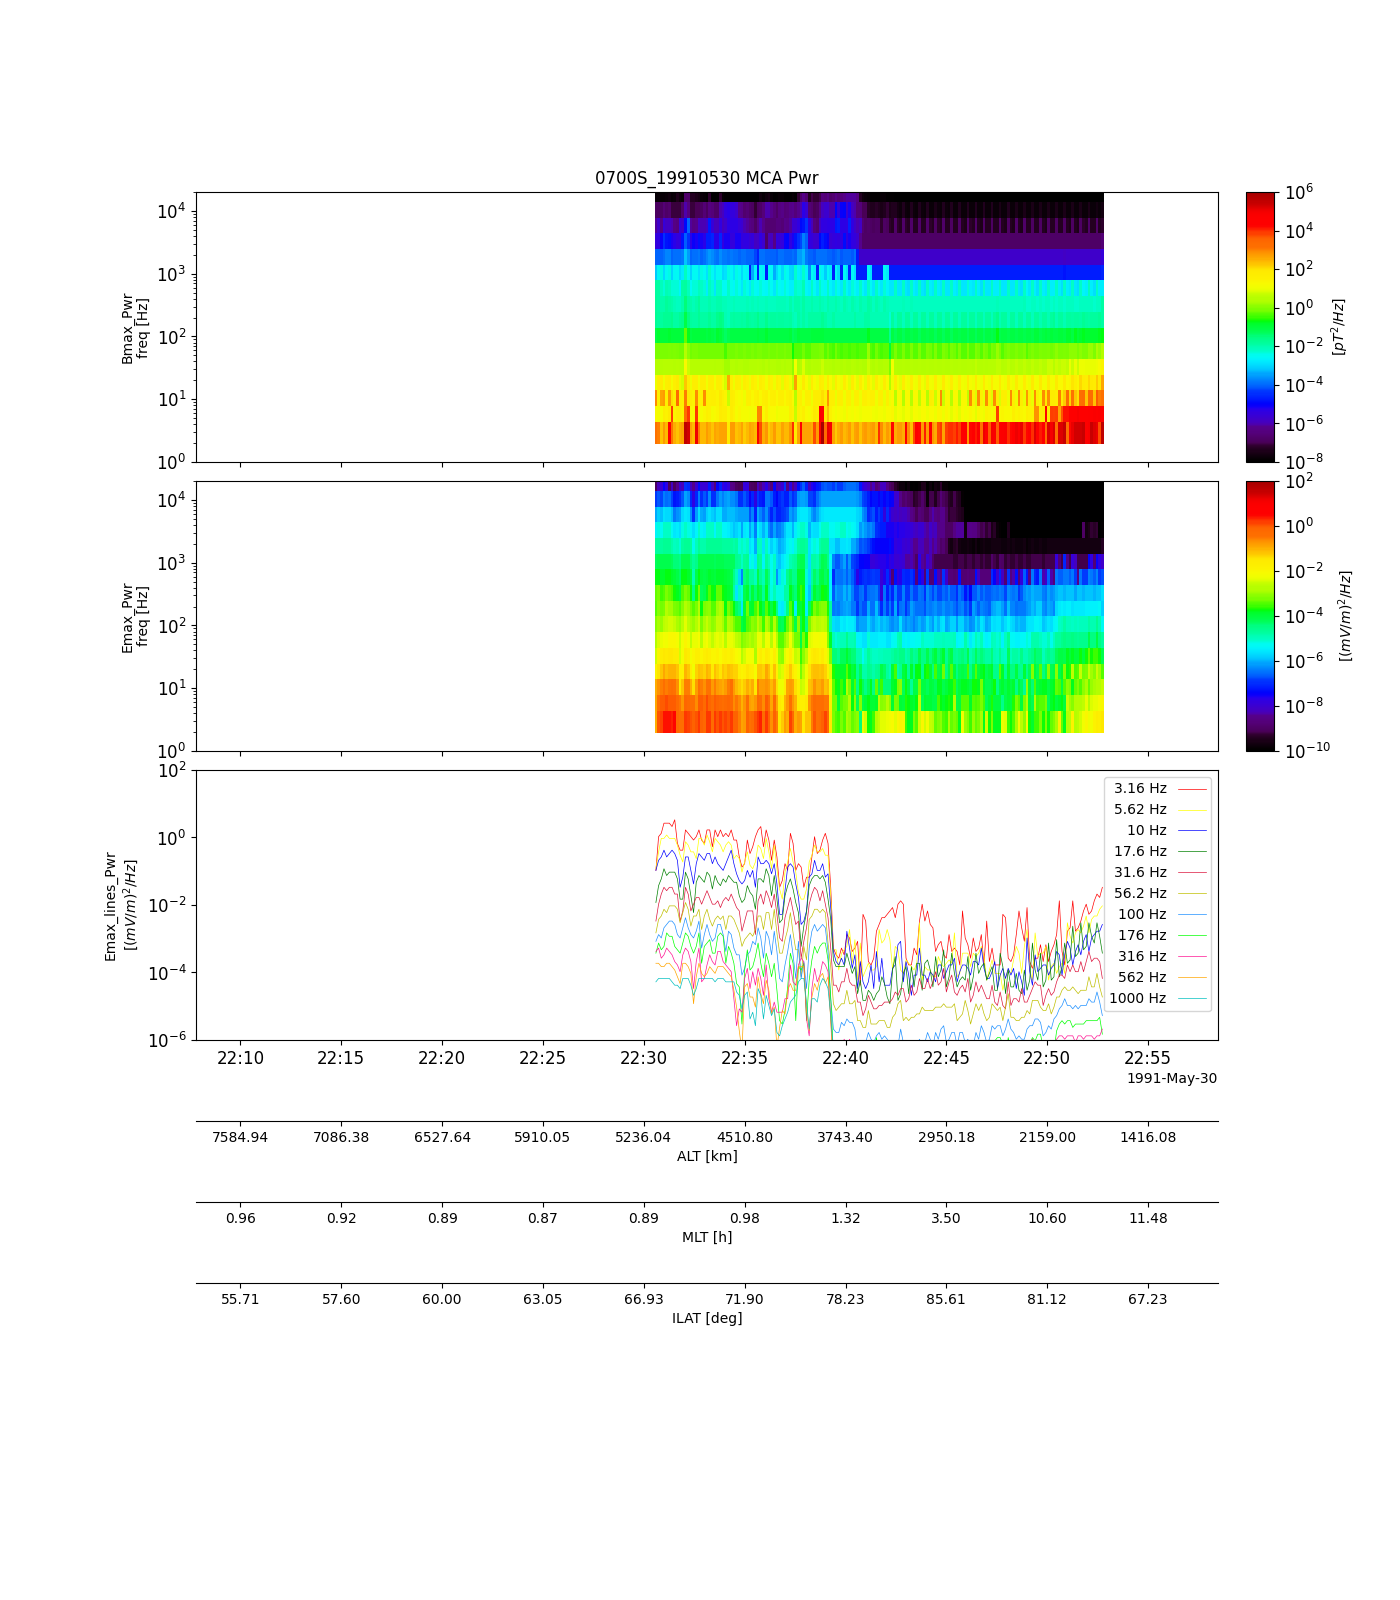 0700S_19910530 MCA Pwr
10^4
10^3
10^2
10^1
10^0
Bmax_Pwr
freq [Hz]
10^6
10^4
10^2
10^0
10^-2
10^-4
10^-6
10^-8
[pT^2/Hz]
10^4
10^3
10^2
10^1
10^0
Emax_Pwr
freq [Hz]
10^2
10^0
10^-2
10^-4
10^-6
10^-8
10^-10
[(mV/m)^2/Hz]
10^2
10^0
10^-2
10^-4
10^-6
Emax_lines_Pwr
[(mV/m)^2/Hz]
3.16 Hz
5.62 Hz
10 Hz
17.6 Hz
31.6 Hz
56.2 Hz
100 Hz
176 Hz
316 Hz
562 Hz
1000 Hz
22:10 22:15 22:20 22:25 22:30 22:35 22:40 22:45 22:50 22:55
1991-May-30
7584.94 7086.38 6527.64 5910.05 5236.04 4510.80 3743.40 2950.18 2159.00 1416.08
ALT [km]
0.96 0.92 0.89 0.87 0.89 0.98 1.32 3.50 10.60 11.48
MLT [h]
55.71 57.60 60.00 63.05 66.93 71.90 78.23 85.61 81.12 67.23
ILAT [deg]